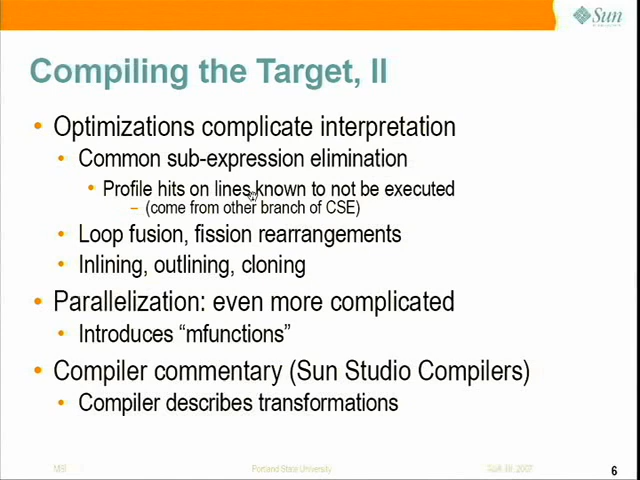 Sun
Compiling the Target, II
• Optimizations complicate interpretation
• Common sub-expression elimination
• Profile hits on lines known to not be executed
– (come from other branch of CSE)
• Loop fusion, fission rearrangements
• Inlining, outlining, cloning
• Parallelization: even more complicated
• Introduces “mfunctions”
• Compiler commentary (Sun Studio Compilers)
• Compiler describes transformations
Portland State University
6